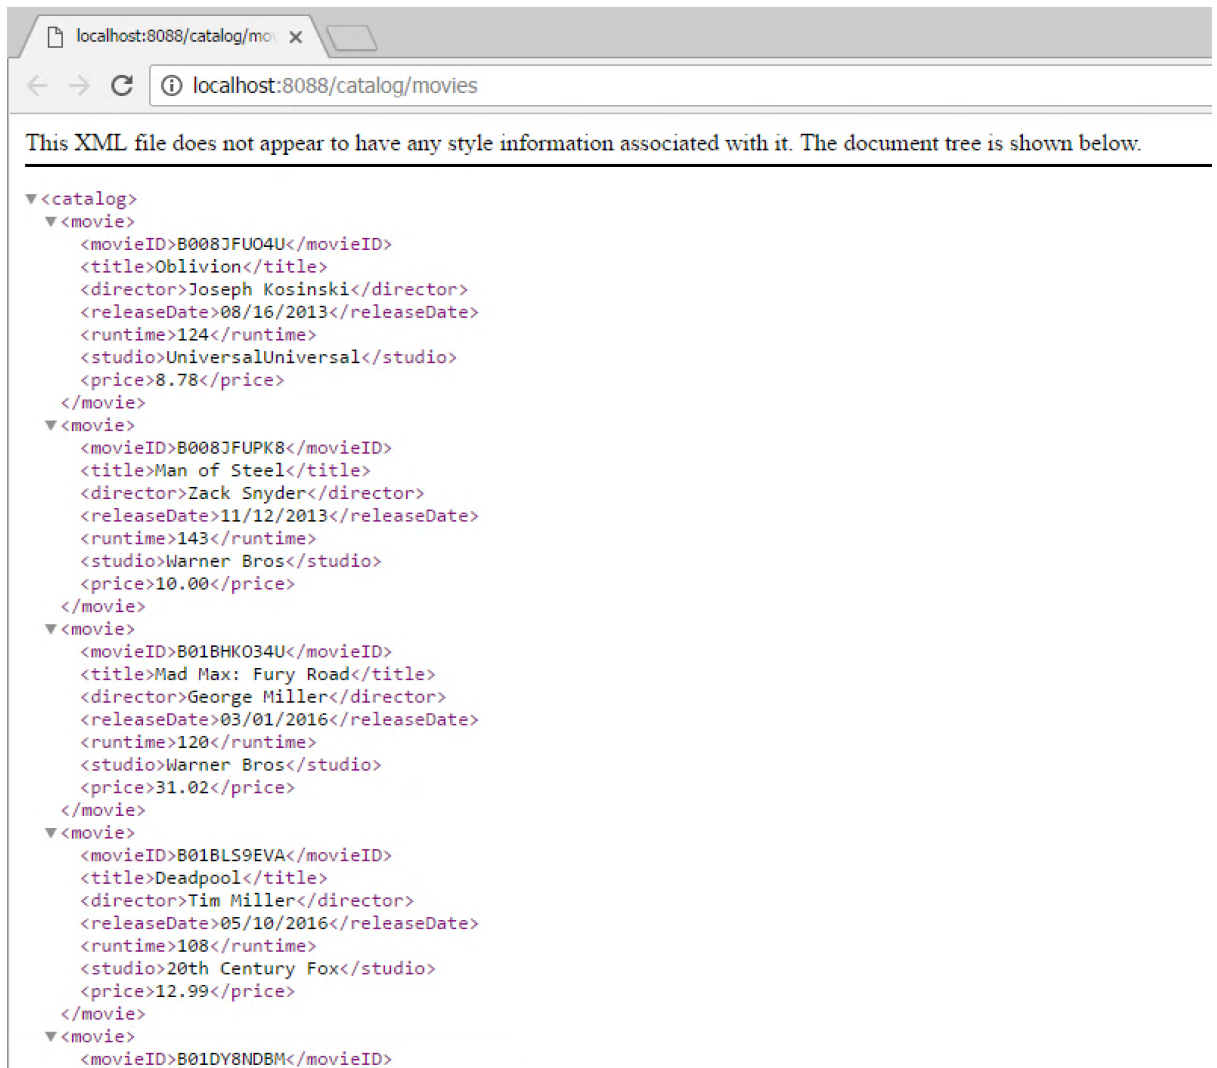 localhost:8088/catalog/mo
localhost:8088/catalog/movies
This XML file does not appear to have any style information associated with it. The document tree is shown below.
▼<catalog>
▼<movie>
<movieID>B008JFUO4U</movieID>
<title>Oblivion</title>
<director>Joseph Kosinski</director>
<releaseDate>08/16/2013</releaseDate>
<runtime>124</runtime>
<studio>UniversalUniversal</studio>
<price>8.78</price>
</movie>
▼<movie>
<movieID>B008JFUPK8</movieID>
<title>Man of Steel</title>
<director>Zack Snyder</director>
<releaseDate>11/12/2013</releaseDate>
<runtime>143</runtime>
<studio>Warner Bros</studio>
<price>10.00</price>
</movie>
▼<movie>
<movieID>B01BHKO34U</movieID>
<title>Mad Max: Fury Road</title>
<director>George Miller</director>
<releaseDate>03/01/2016</releaseDate>
<runtime>120</runtime>
<studio>Warner Bros</studio>
<price>31.02</price>
</movie>
▼<movie>
<movieID>B01BLS9EVA</movieID>
<title>Deadpool</title>
<director>Tim Miller</director>
<releaseDate>05/10/2016</releaseDate>
<runtime>108</runtime>
<studio>20th Century Fox</studio>
<price>12.99</price>
</movie>
▼<movie>
<movieID>B01DY8NDBM</movieID>